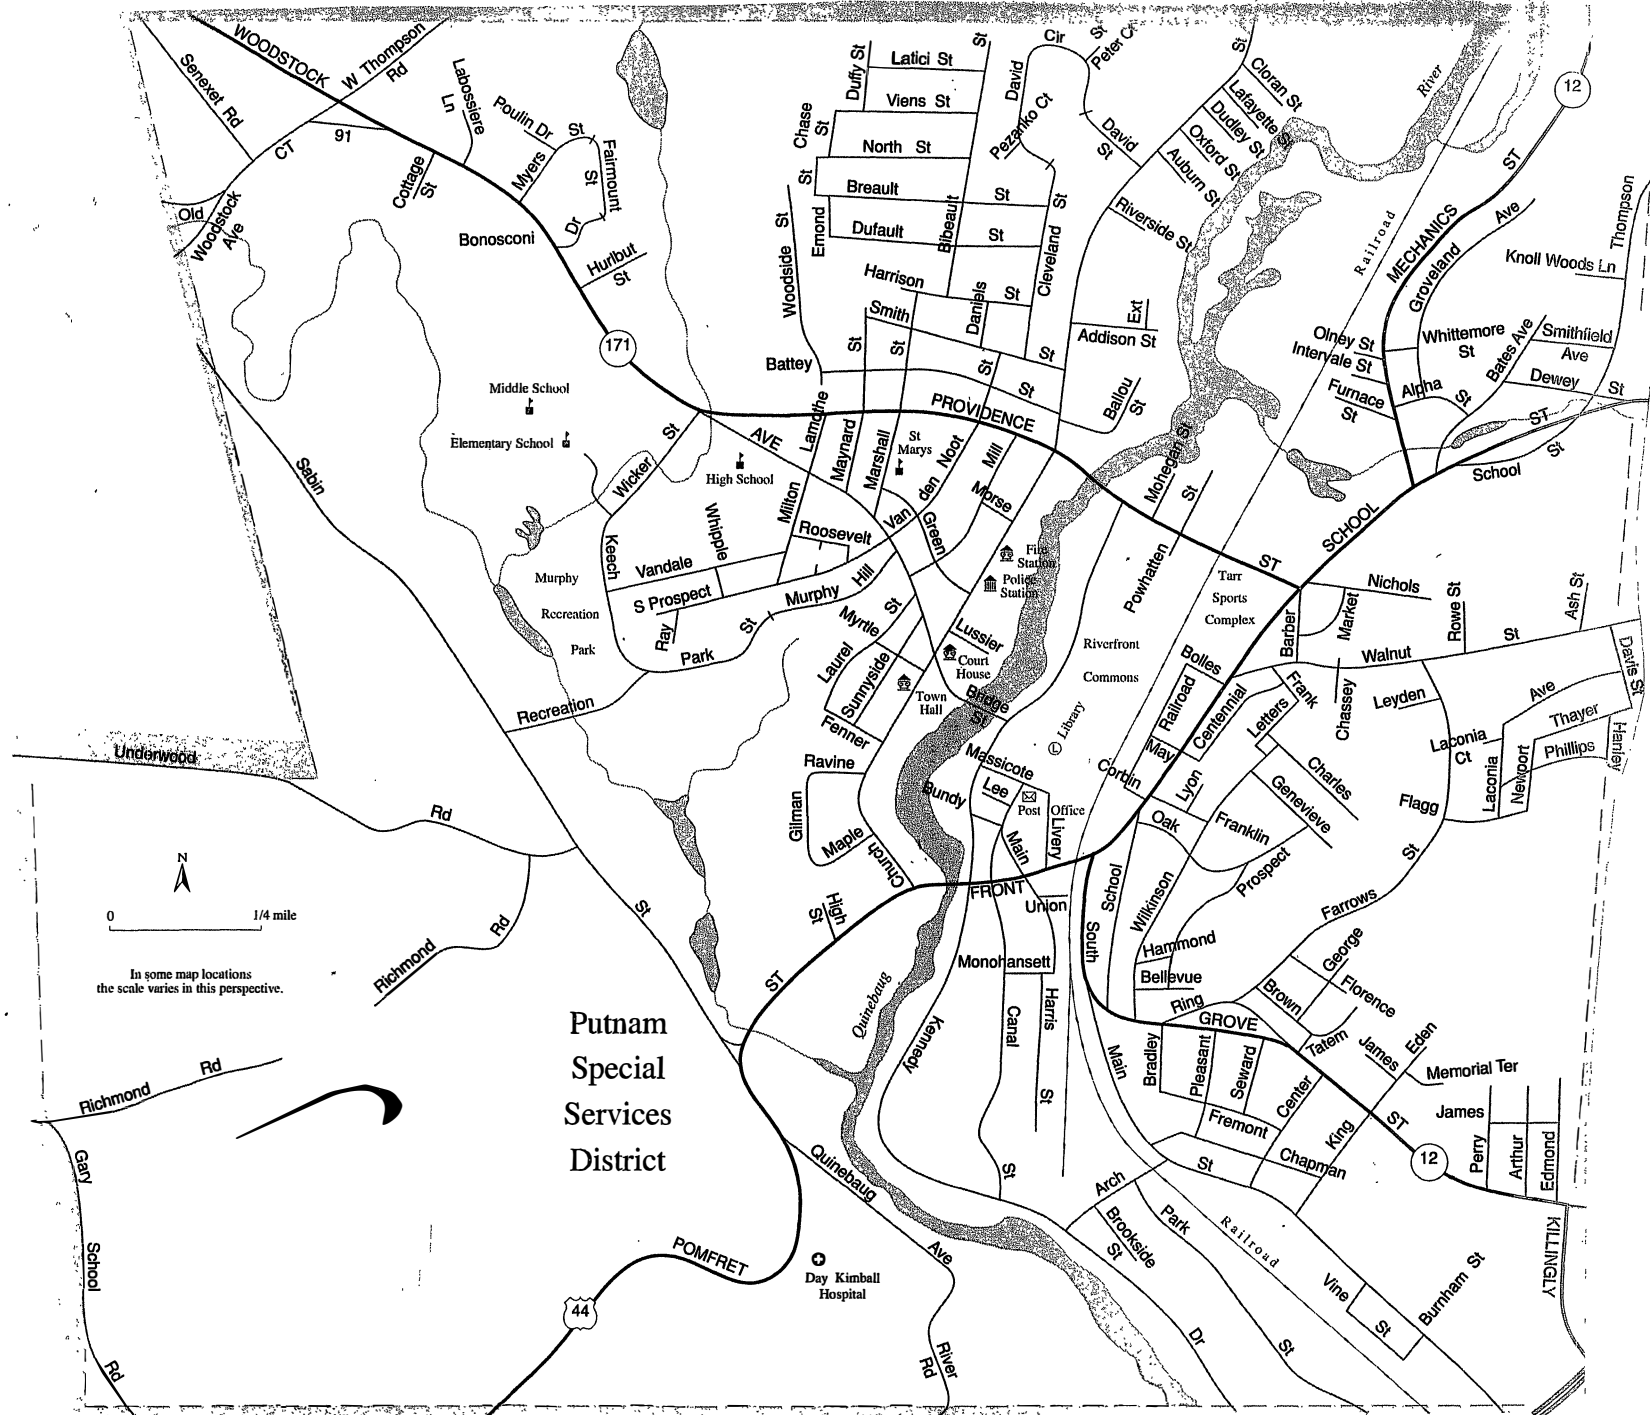 WOODSTOCK
Senexet Rd
W Thompson
Rd
CT
91
Labossiere
Ln
Poulin Dr
Cottage
St
Myers
St
Fairmount
St
Dr
Bonosconi
Hurlbut
St
Old
Woodstock
Ave
171
Duffy St
Latici St
St
Viens St
Chase
St
North St
St
Breault
St
Emond
Dufault
St
Bibeault
Woodside St
Harrison
St
Daniels
St
Smith
St
St
St
Battey
St
Cleveland
St
David
Cir
Peter Ct
St
Pezanko Ct
David
St
St
Cloran St
Lafayette St
Dudley St
Oxford St
Auburn St
Riverside St
Ext
Addison St
Ballou
St
River
Railroad
12
MECHANICS
ST
Groveland
Ave
Thompson
Knoll Woods Ln
Olney St
Intervale St
Furnace
St
Whittemore
St
Bates Ave
Smithfield
Ave
Alpha
St
Dewey
St
ST
School
St
SCHOOL
Middle School
Elementary School
Wicker
St
High School
AVE
PROVIDENCE
Lamothe
Maynard
Marshall
St
Marys
Van den Noot
Mill
Morse
Green
Milton
Roosevelt
Whipple
Keech
Vandale
S Prospect
Ray
Murphy
Hill
Park
St
Murphy
Recreation
Park
Recreation
Sabin
Mohegan St
Powhatten
St
ST
Fire
Station
Police
Station
Tarr
Sports
Complex
Riverfront
Commons
Library
Myrtle
St
Laurel
Sunnyside
Fenner
Lussier
Court
House
Town
Hall
Bridge
St
Nichols
Barber
Market
Rowe St
Ash St
Walnut
St
Davis St
Frank
Chassey
Leyden
Bolles
Railroad
Centennial
Letters
May
Corbin
Lyon
Charles
Genevieve
Laconia
Ct
Laconia
Newport
Ave
Thayer
Phillips
Hanley
Flagg
St
Farrows
Oak
Franklin
Prospect
Underwood
Rd
Ravine
Gilman
Maple
Church
Massicote
Lee
Bundy
Post Office
Main
Livery
FRONT
Union
High
St
ST
School
South
Wilkinson
Hammond
Bellevue
Ring
GROVE
George
Brown
Florence
Tatem
James
Eden
Memorial Ter
N
0 1/4 mile
In some map locations
the scale varies in this perspective.
Richmond
Rd
St
Putnam
Special
Services
District
Quinebaug
Kennedy
Monohansett
Canal
St
Harris
St
Main
Bradley
Pleasant
Seward
Center
Fremont
King
ST
James
Perry
Arthur
Edmond
12
Chapman
St
Arch
Brookside
St
Park
St
Railroad
Vine
St
Burnham St
KILLINGLY
Richmond
Rd
Gary
School
Rd
Quinebaug
Ave
POMFRET
44
Day Kimball
Hospital
River
Rd
Dr